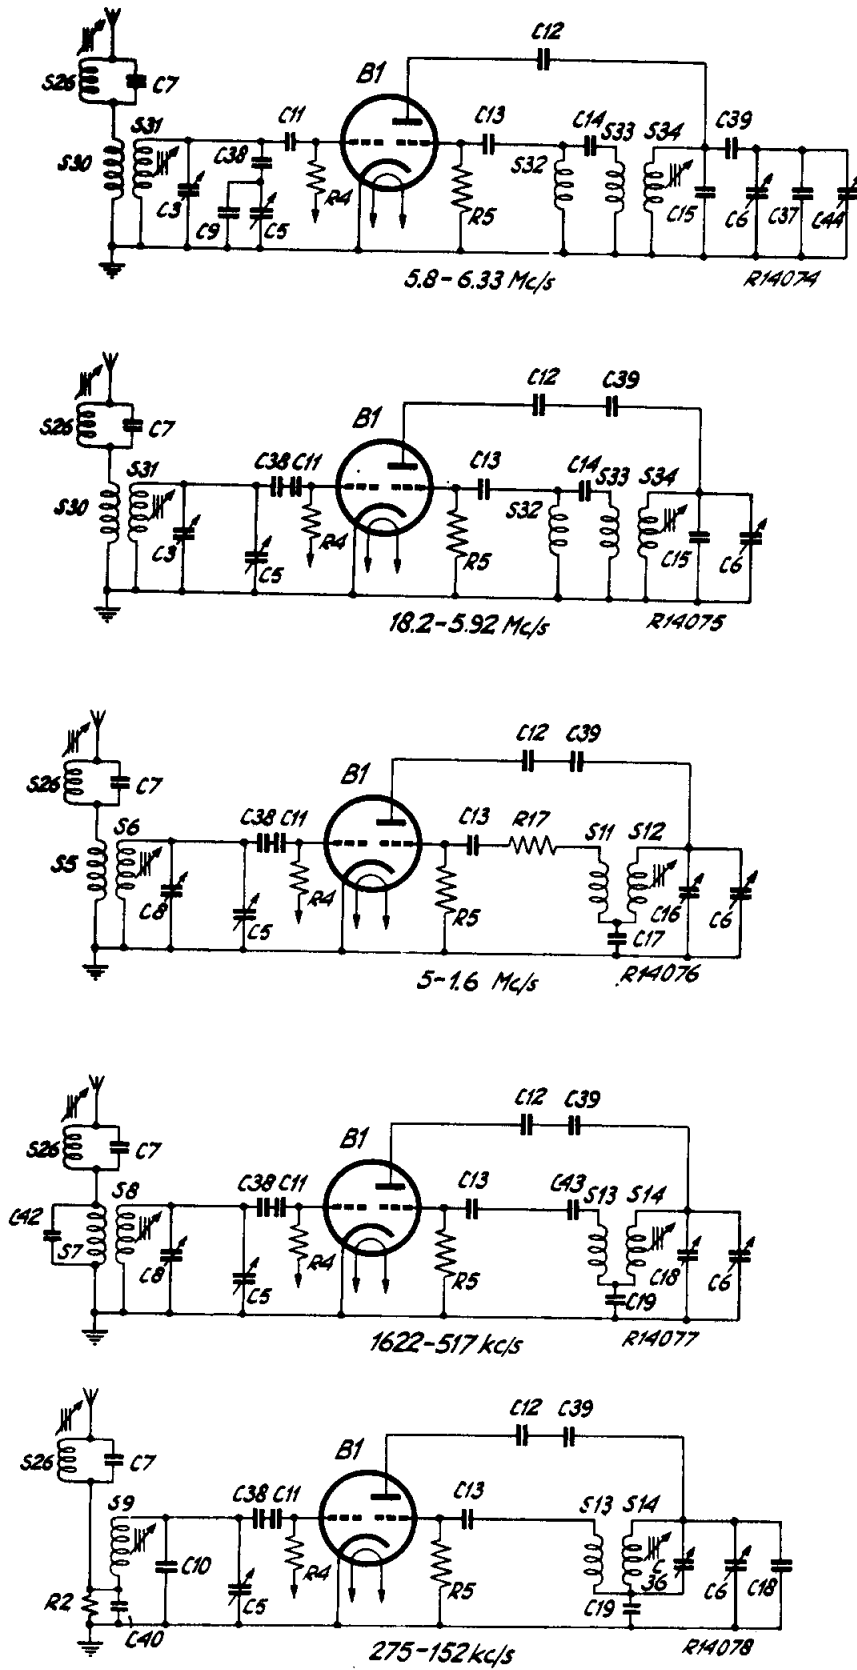 C12
S26 C7 B1
C11 C13 C14 S33 S34 C39
S31
S30 C38 S32
C3 R4 R5 C15 C6 C37 C44
C9 C5
5.8-6.33 Mc/s R14074
C12 C39
S26 C7 B1
S31 C38 C11 C13 C14 S33 S34
S30 S32
C3 C5 R4 R5 C15 C6
18.2-5.92 Mc/s R14075
C12 C39
S26 C7 B1
S6 C38 C11 C13 R17 S11 S12
S5
C8 C5 R4 R5 C16 C6
C17
5-1.6 Mc/s R14076
C12 C39
S26 C7 B1
C42 S8 C38 C11 C13 C43 S13 S14
S7
C8 C5 R4 R5 C18 C6
C19
1622-517 kc/s R14077
C12 C39
S26 C7 B1
S9 C38 C11 C13 S13 S14
C10 R4 C
R2 C5 R5 36 C6 C18
C40 C19
275-152 kc/s R14078